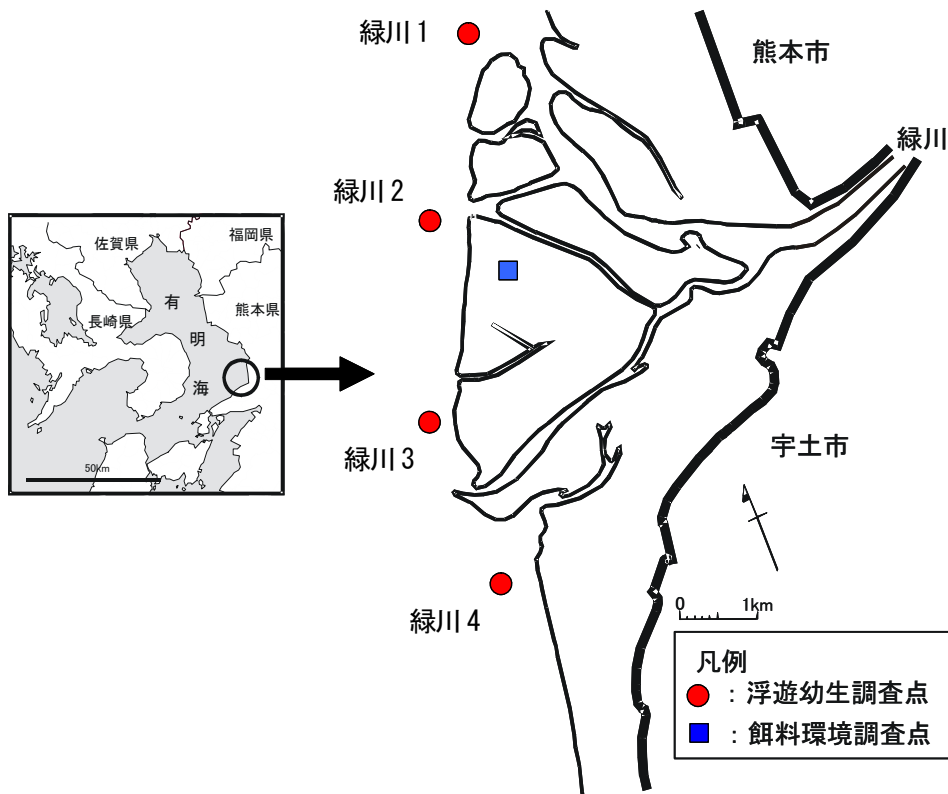 緑川1
熊本市
緑川
緑川2
佐賀県
福岡県
有
熊本県
長崎県
明
海
50km
緑川3
宇土市
緑川4
0 1km
凡例
：浮遊幼生調査点
：餌料環境調査点